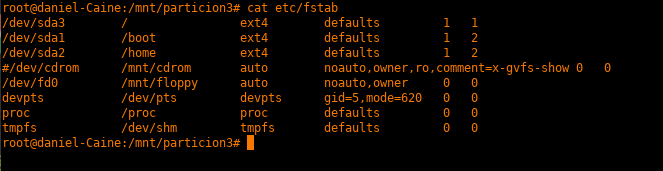 root@daniel-Caine:/mnt/particion3# cat etc/fstab
/dev/sda3        /                ext4        defaults         1   1
/dev/sda1        /boot            ext4        defaults         1   2
/dev/sda2        /home            ext4        defaults         1   2
#/dev/cdrom      /mnt/cdrom       auto        noauto,owner,ro,comment=x-gvfs-show 0   0
/dev/fd0         /mnt/floppy      auto        noauto,owner     0   0
devpts           /dev/pts         devpts      gid=5,mode=620   0   0
proc             /proc            proc        defaults         0   0
tmpfs            /dev/shm         tmpfs       defaults         0   0
root@daniel-Caine:/mnt/particion3#